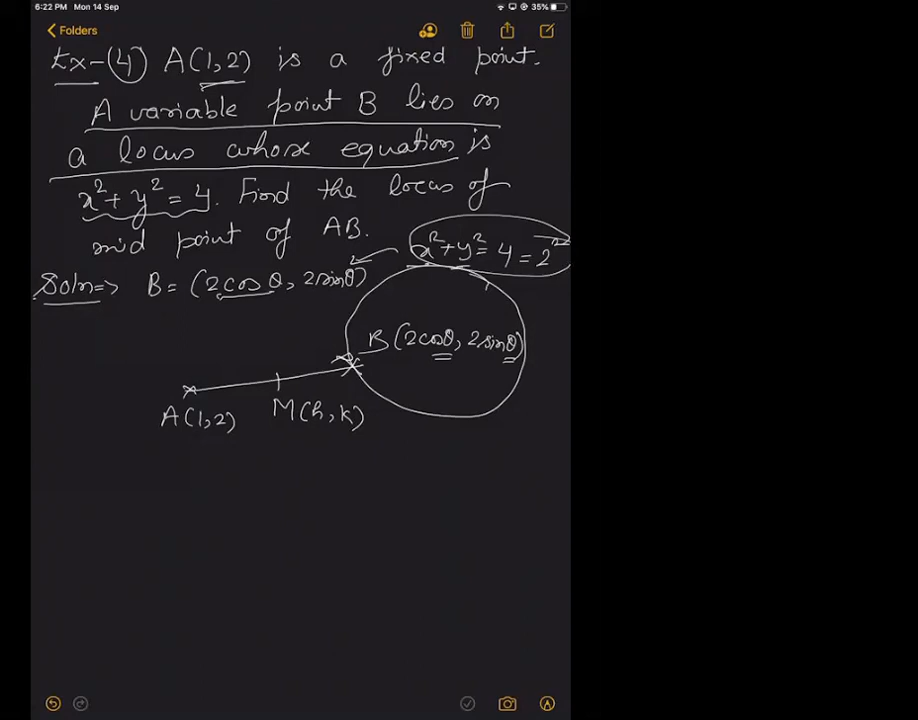 6:22 PM Mon 14 Sep 35%
Folders
Ex-(4) A(1,2) is a fixed point.
A variable point B lies on
a locus whose equation is
x²+y²=4. Find the locus of
mid point of AB.
x²+y²=4=2²
Soln=> B=(2cosθ, 2sinθ)
B(2cosθ, 2sinθ)
A(1,2) M(h,k)